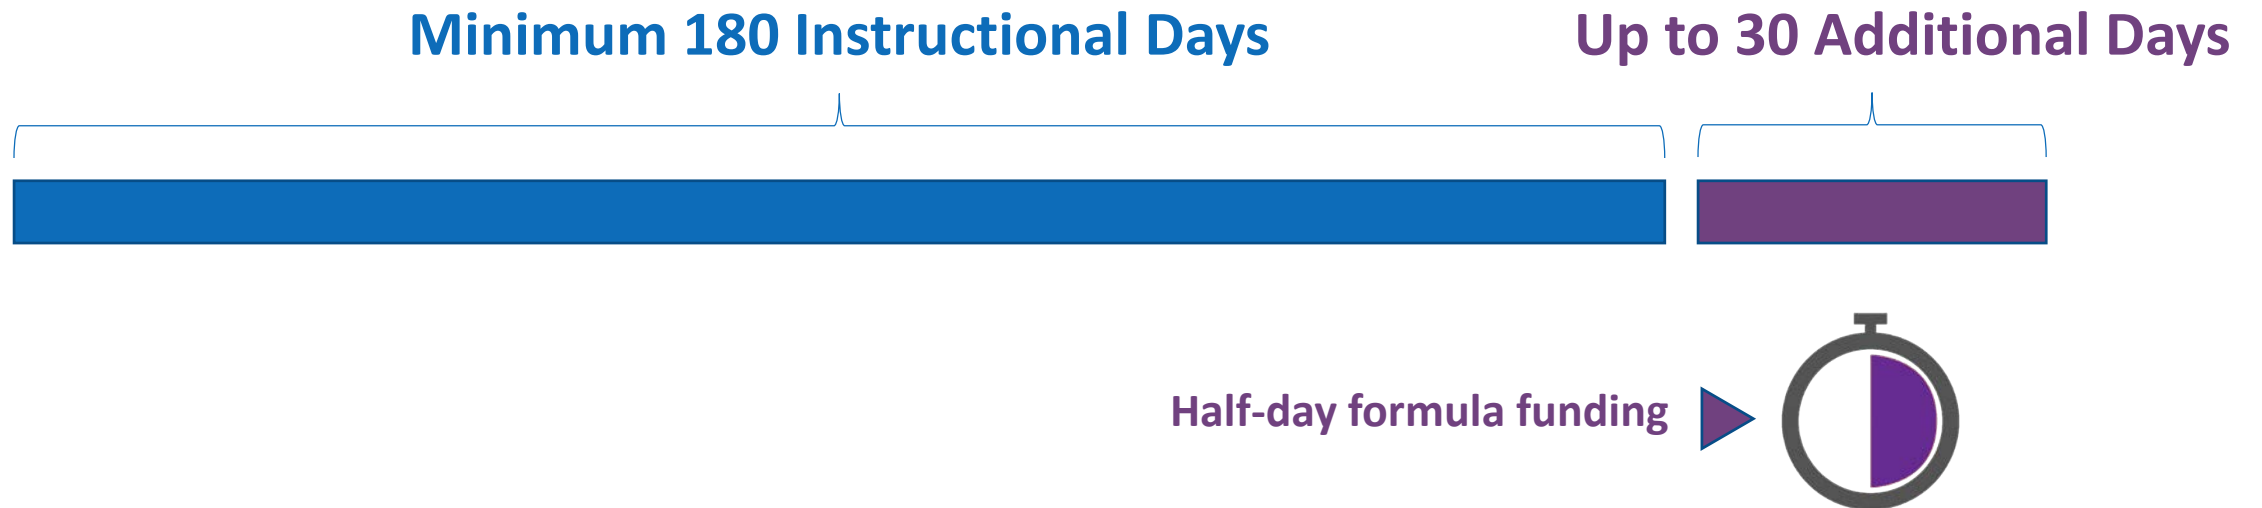 Minimum 180 Instructional Days
Up to 30 Additional Days
Half-day formula funding